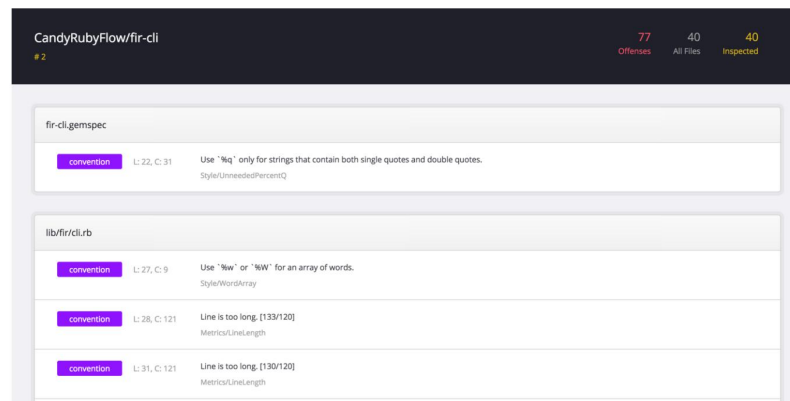 CandyRubyFlow/fir-cli
# 2
77 40 40
Offenses All Files Inspected
fir-cli.gemspec
convention L: 22, C: 31 Use `%q` only for strings that contain both single quotes and double quotes.
Style/UnneededPercentQ
lib/fir/cli.rb
convention L: 27, C: 9 Use `%w` or `%W` for an array of words.
Style/WordArray
convention L: 28, C: 121 Line is too long. [133/120]
Metrics/LineLength
convention L: 31, C: 121 Line is too long. [130/120]
Metrics/LineLength